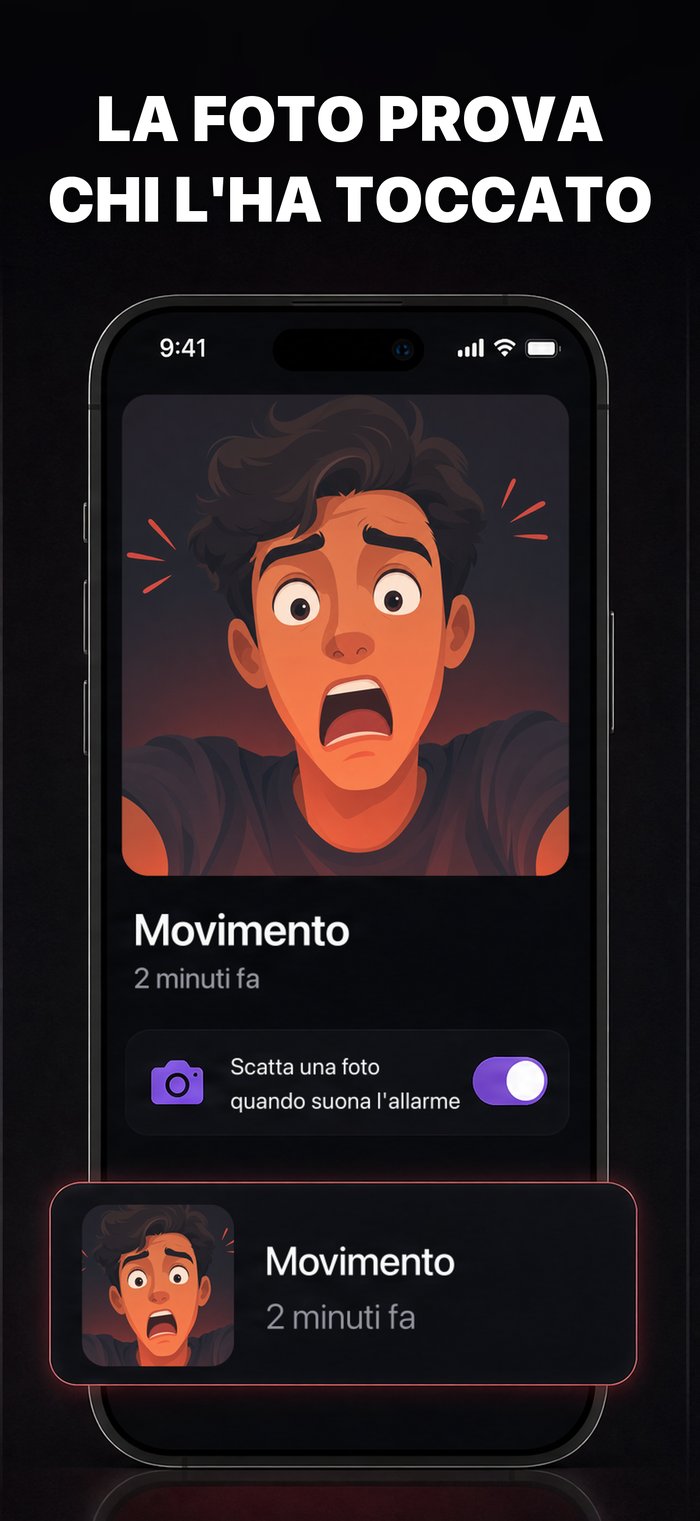 LA FOTO PROVA
CHI L'HA TOCCATO
9:41
Movimento
2 minuti fa
Scatta una foto
quando suona l'allarme
Movimento
2 minuti fa